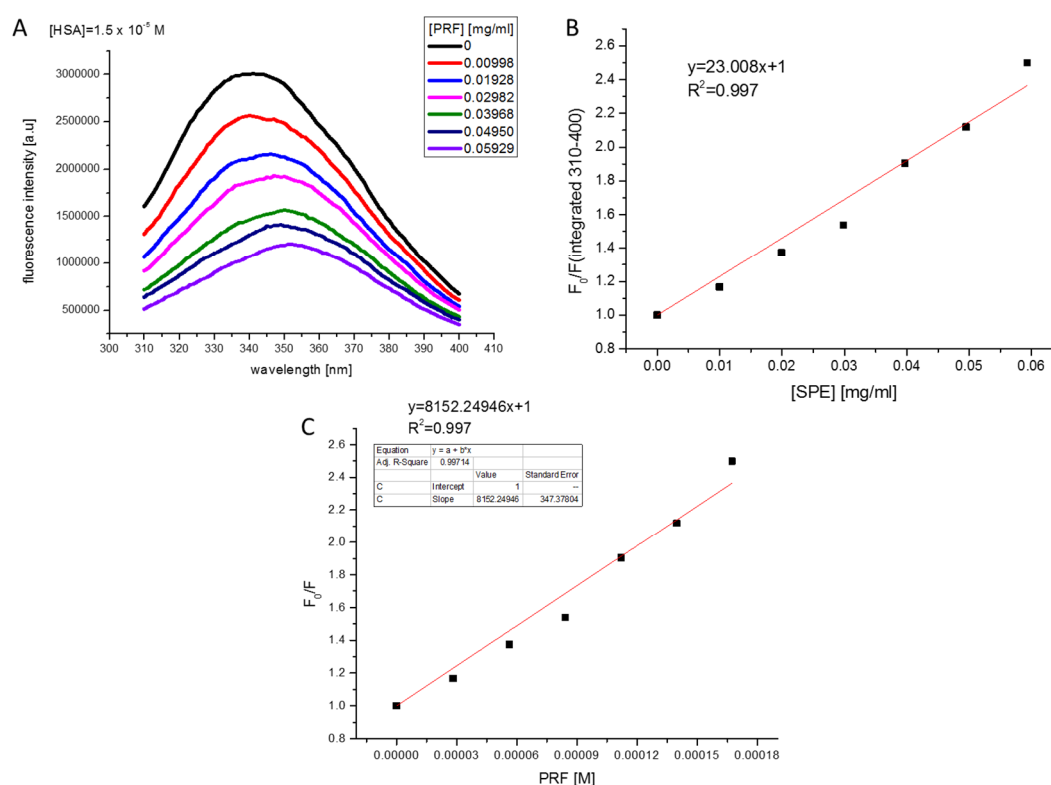 A
[HSA]=1.5 x 10⁻⁵ M
[PRF] [mg/ml]
0
0.00998
0.01928
0.02982
0.03968
0.04950
0.05929
fluorescence intensity [a.u]
3000000
2500000
2000000
1500000
1000000
500000
300 310 320 330 340 350 360 370 380 390 400 410
wavelength [nm]
B
y=23.008x+1
R²=0.997
F₀/F(integrated 310-400)
2.6
2.4
2.2
2.0
1.8
1.6
1.4
1.2
1.0
0.8
0.00 0.01 0.02 0.03 0.04 0.05 0.06
[SPE] [mg/ml]
C
y=8152.24946x+1
R²=0.997
Equation y = a + b*x
Adj. R-Square 0.99714
Value Standard Error
C Intercept 1 --
C Slope 8152.24946 347.37804
F₀/F
2.6
2.4
2.2
2.0
1.8
1.6
1.4
1.2
1.0
0.8
0.00000 0.00003 0.00006 0.00009 0.00012 0.00015 0.00018
PRF [M]